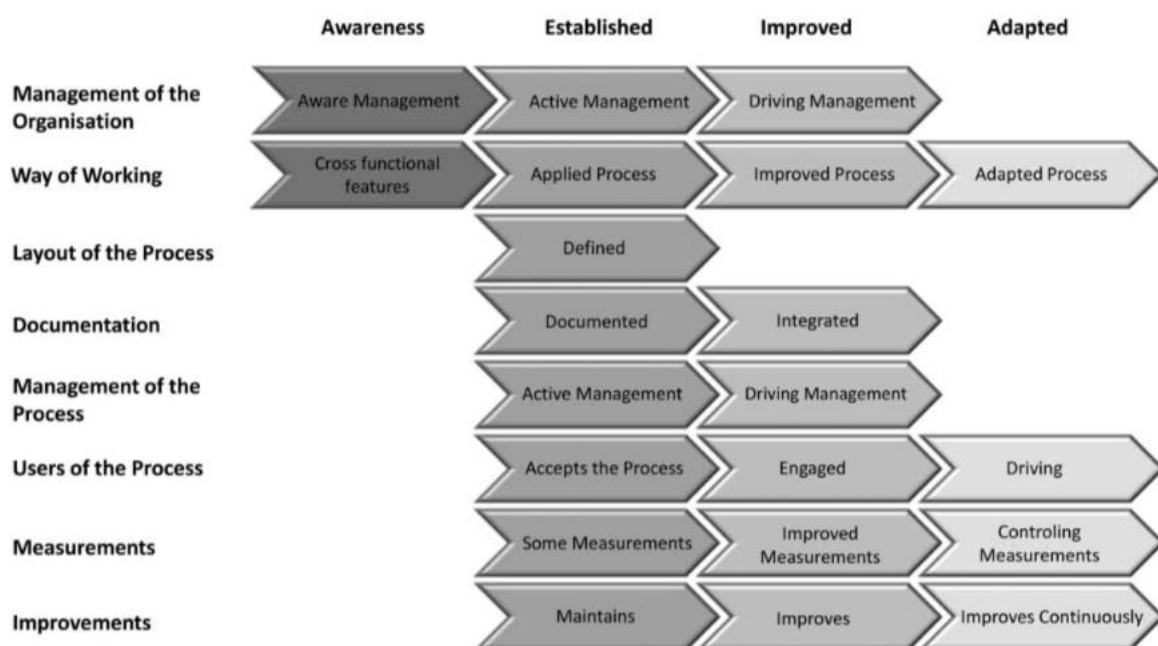 Awareness Established Improved Adapted
Management of the
Organisation
Aware Management Active Management Driving Management
Way of Working
Cross functional
features
Applied Process Improved Process Adapted Process
Layout of the Process
Defined
Documentation
Documented Integrated
Management of the
Process
Active Management Driving Management
Users of the Process
Accepts the Process Engaged Driving
Measurements
Some Measurements
Improved
Measurements
Controling
Measurements
Improvements
Maintains Improves Improves Continuously